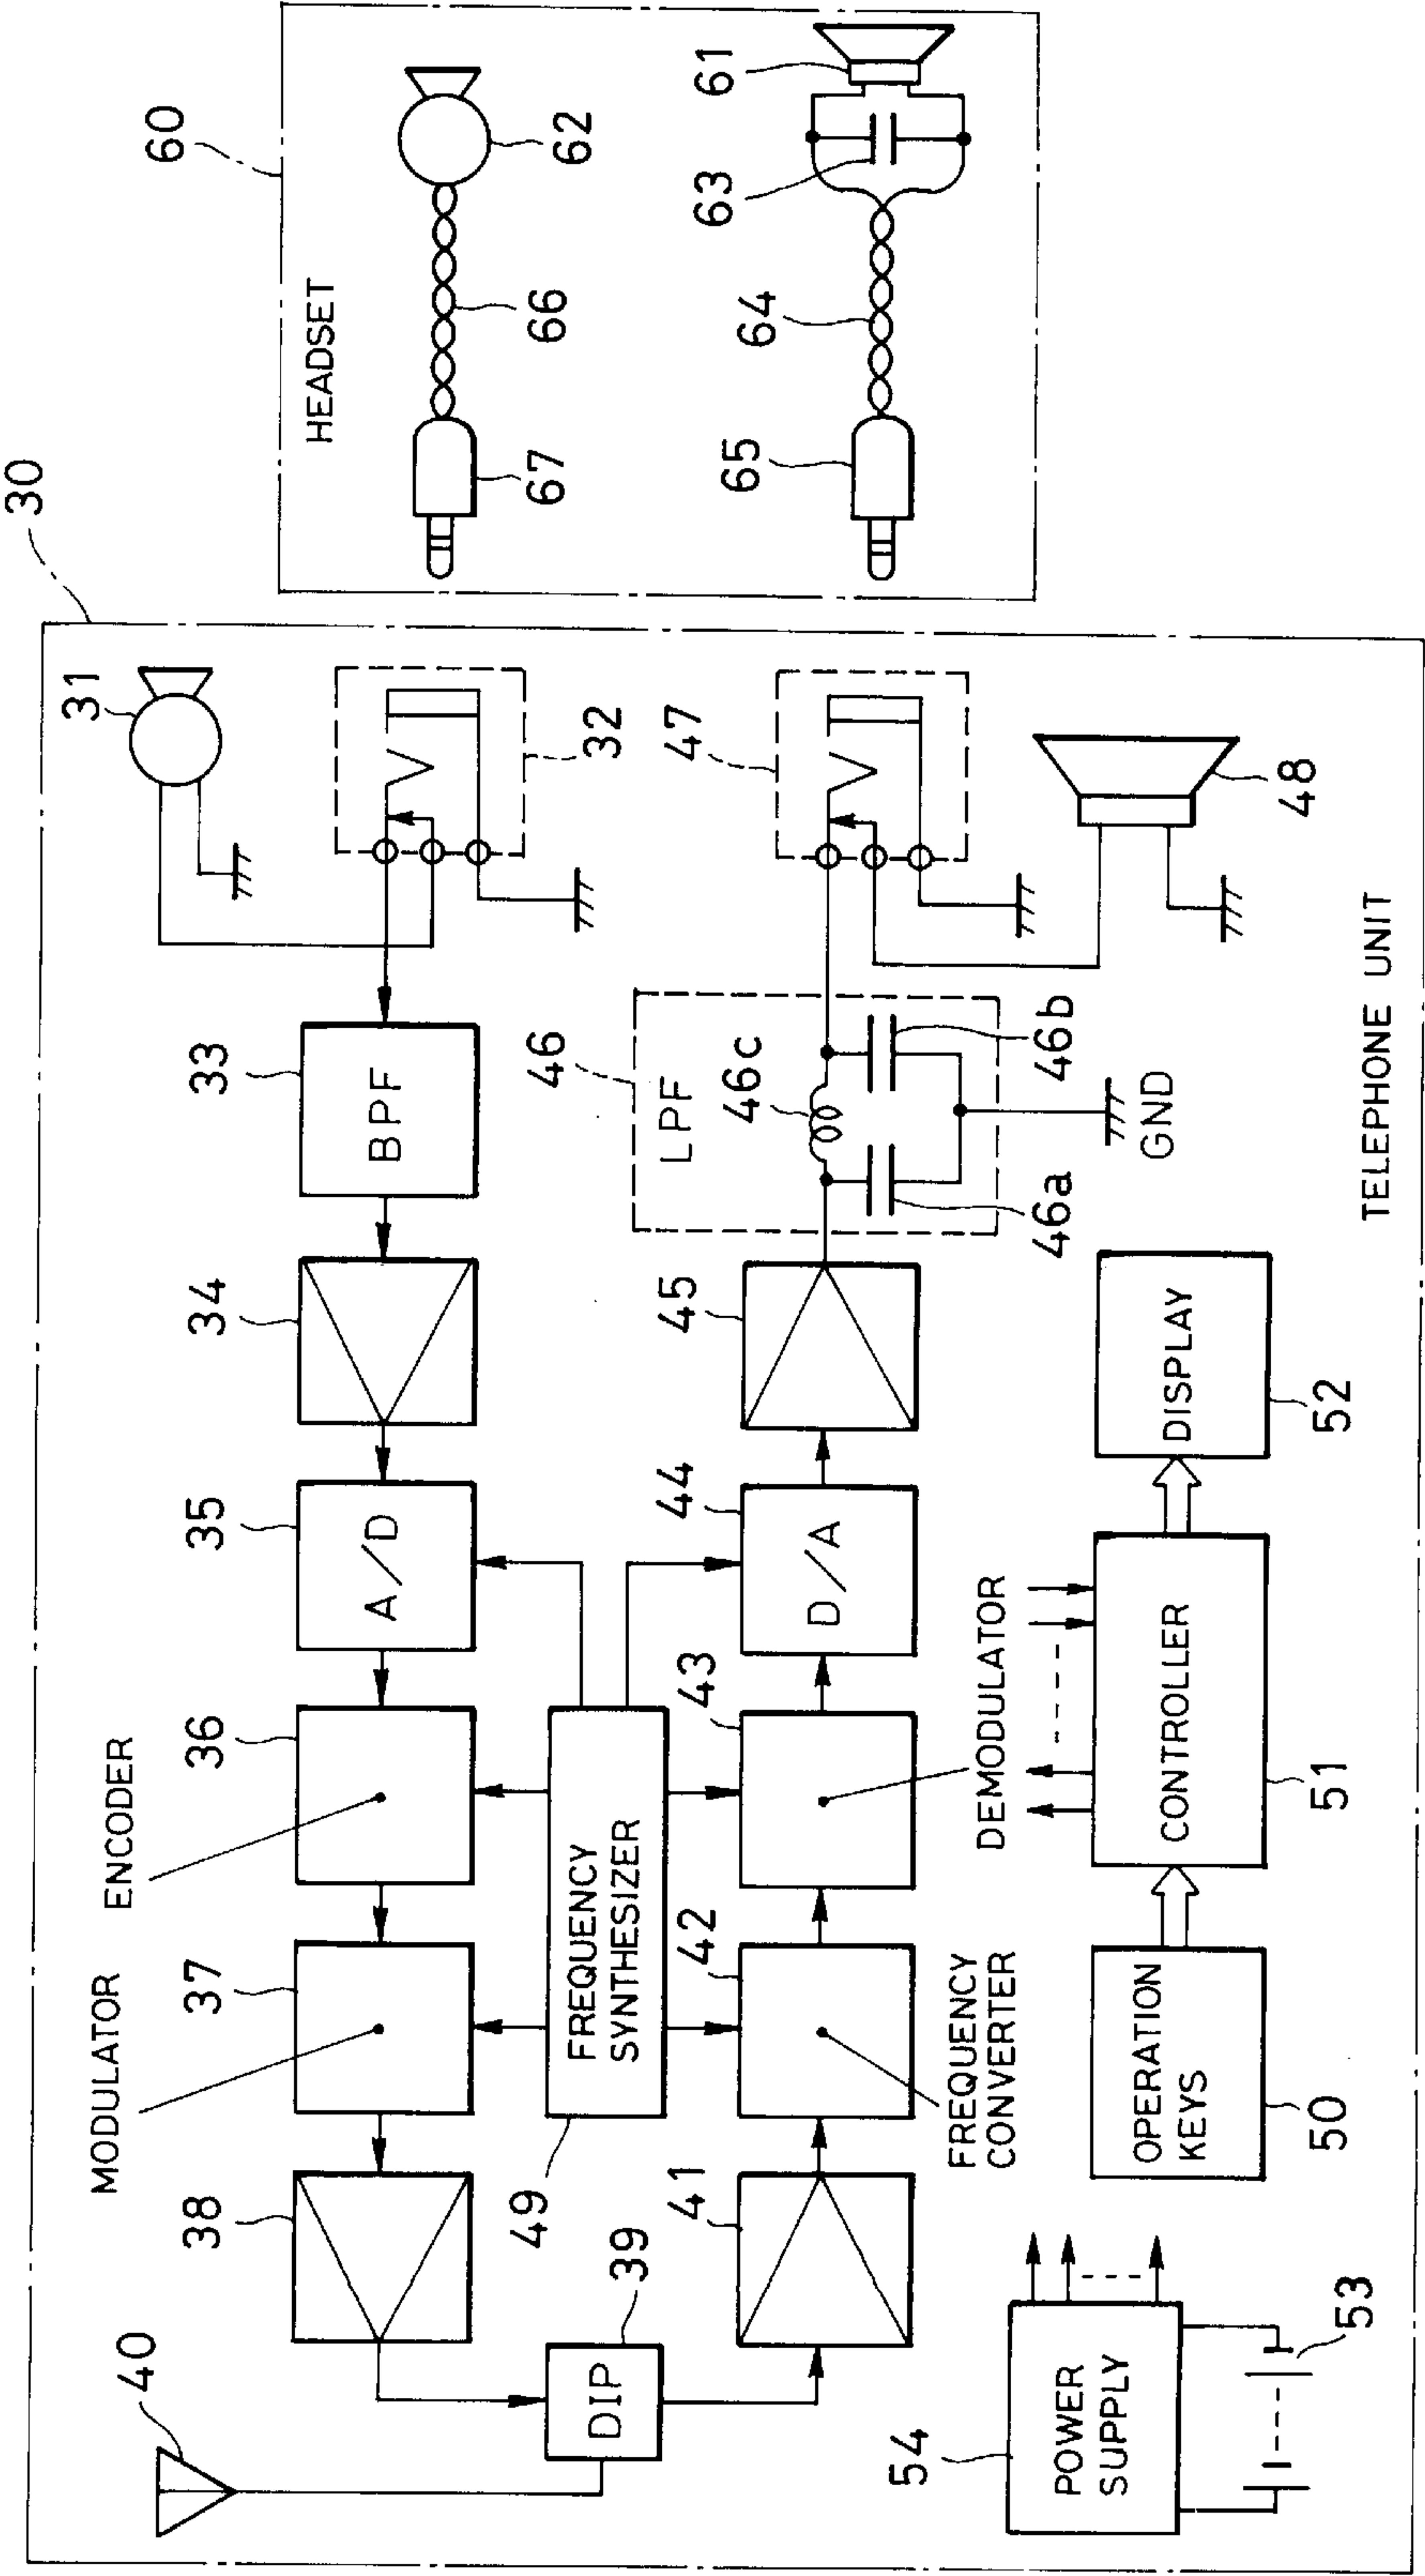 30
60
40
38
MODULATOR
37
ENCODER
36
35
A/D
34
33
BPF
31
32
HEADSET
67
66
62
39
DIP
49
FREQUENCY
SYNTHESIZER
41
42
43
44
D/A
45
46
LPF
46c
46a
46b
GND
47
48
65
64
63
61
FREQUENCY
CONVERTER
DEMODULATOR
54
POWER
SUPPLY
53
OPERATION
KEYS
50
CONTROLLER
51
DISPLAY
52
TELEPHONE UNIT